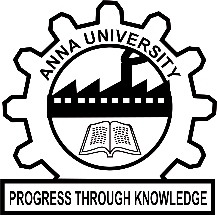 ANNA UNIVERSITY
PROGRESS THROUGH KNOWLEDGE